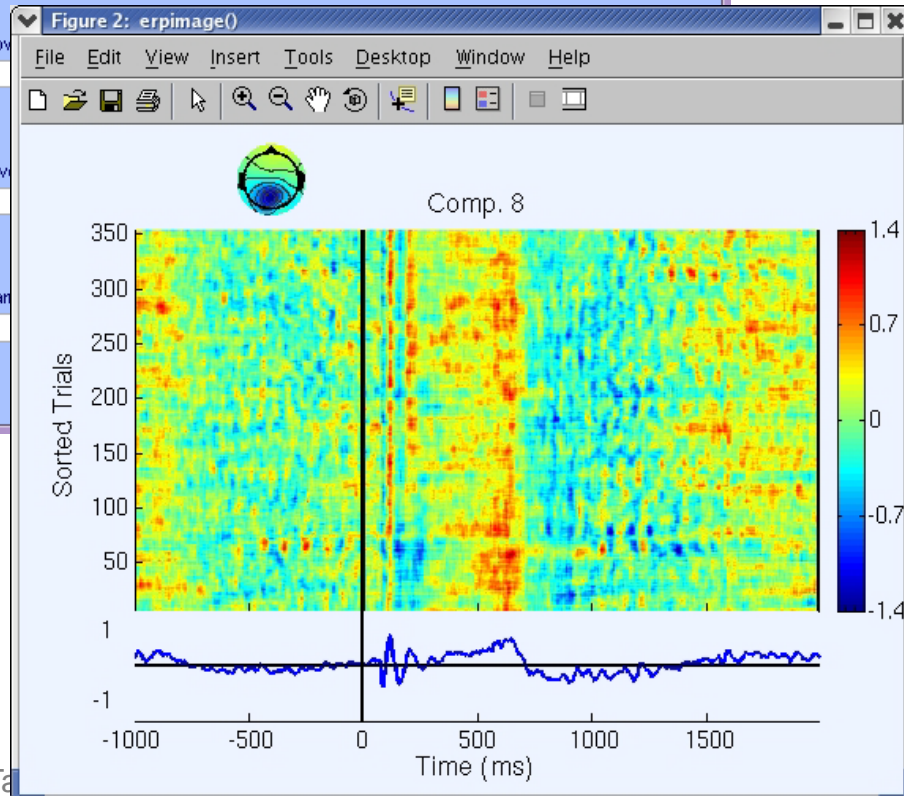 Figure 2: erpimage()
File Edit View Insert Tools Desktop Window Help
Comp. 8
350
300
250
200
150
100
50
Sorted Trials
1.4
0.7
0
-0.7
-1.4
1
-1
-1000 -500 0 500 1000 1500
Time (ms)